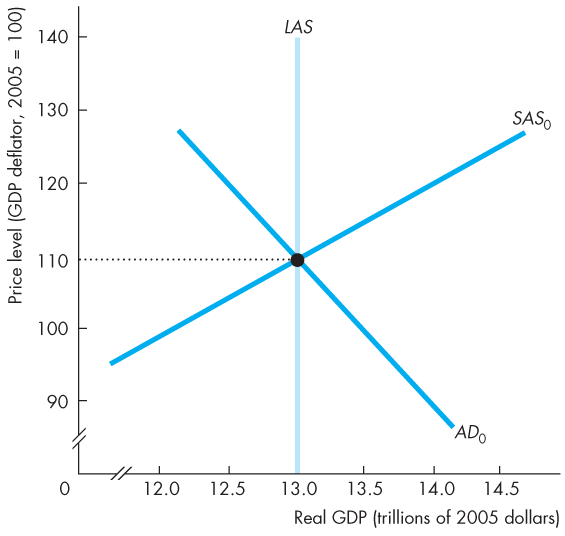 Price level (GDP deflator, 2005 = 100)
140
130
120
110
100
90
0
LAS
SAS0
AD0
12.0 12.5 13.0 13.5 14.0 14.5
Real GDP (trillions of 2005 dollars)